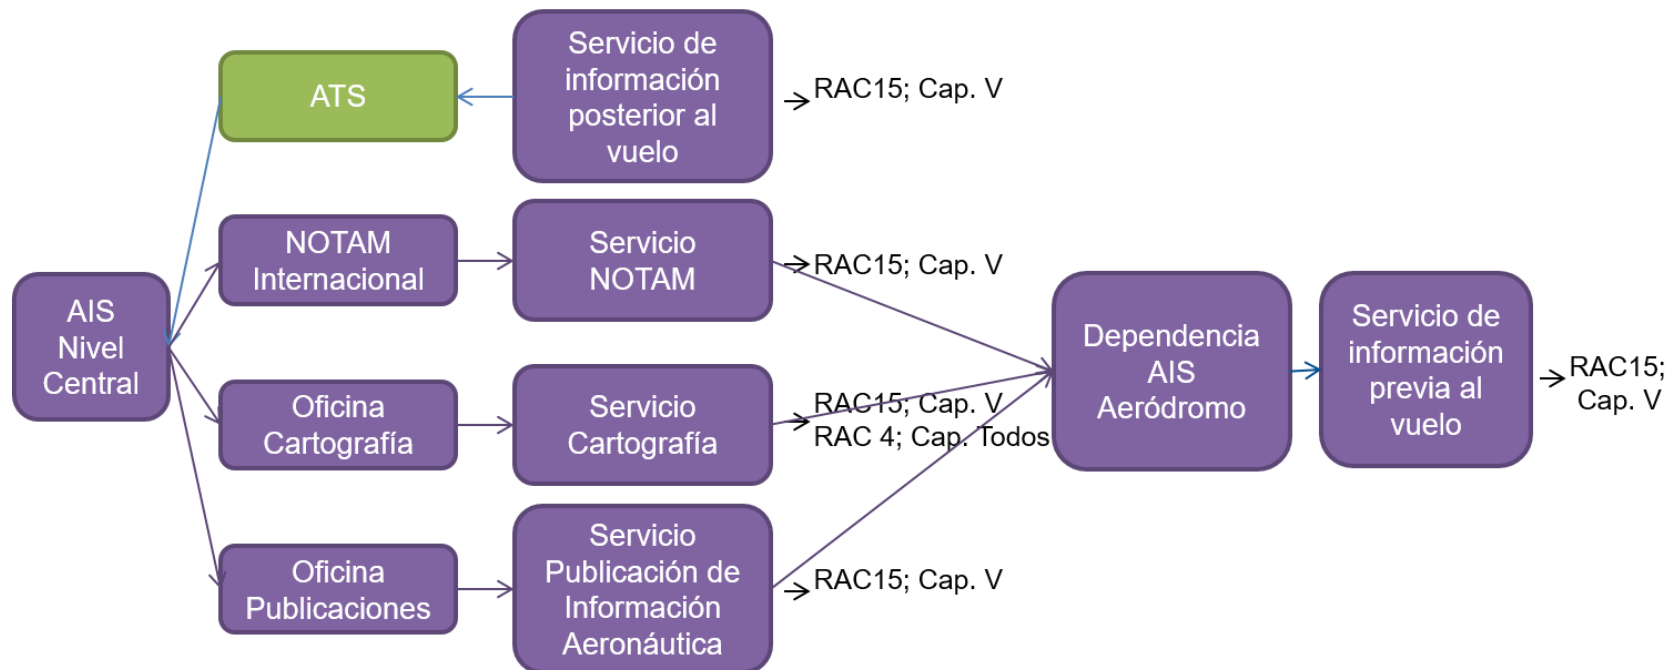 ATS
Servicio de
información
posterior al
vuelo
RAC15; Cap. V
NOTAM
Internacional
Servicio
NOTAM
RAC15; Cap. V
AIS
Nivel
Central
Oficina
Cartografía
Servicio
Cartografía
RAC15; Cap. V
RAC 4; Cap. Todos
Oficina
Publicaciones
Servicio
Publicación de
Información
Aeronáutica
RAC15; Cap. V
Dependencia
AIS
Aeródromo
Servicio de
información
previa al
vuelo
RAC15;
Cap. V